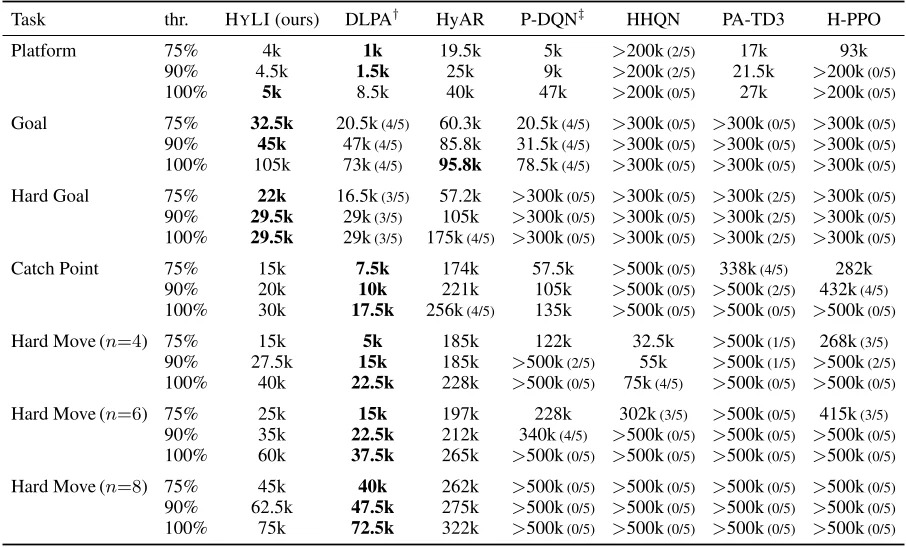 Task thr. HYLI (ours) DLPA† HyAR P-DQN‡ HHQN PA-TD3 H-PPO
Platform 75% 4k 1k 19.5k 5k >200k (2/5) 17k 93k
90% 4.5k 1.5k 25k 9k >200k (2/5) 21.5k >200k (0/5)
100% 5k 8.5k 40k 47k >200k (0/5) 27k >200k (0/5)
Goal 75% 32.5k 20.5k (4/5) 60.3k 20.5k (4/5) >300k (0/5) >300k (0/5) >300k (0/5)
90% 45k 47k (4/5) 85.8k 31.5k (4/5) >300k (0/5) >300k (0/5) >300k (0/5)
100% 105k 73k (4/5) 95.8k 78.5k (4/5) >300k (0/5) >300k (0/5) >300k (0/5)
Hard Goal 75% 22k 16.5k (3/5) 57.2k >300k (0/5) >300k (0/5) >300k (2/5) >300k (0/5)
90% 29.5k 29k (3/5) 105k >300k (0/5) >300k (0/5) >300k (2/5) >300k (0/5)
100% 29.5k 29k (3/5) 175k (4/5) >300k (0/5) >300k (0/5) >300k (2/5) >300k (0/5)
Catch Point 75% 15k 7.5k 174k 57.5k >500k (0/5) 338k (4/5) 282k
90% 20k 10k 221k 105k >500k (0/5) >500k (2/5) 432k (4/5)
100% 30k 17.5k 256k (4/5) 135k >500k (0/5) >500k (0/5) >500k (0/5)
Hard Move (n=4) 75% 15k 5k 185k 122k 32.5k >500k (1/5) 268k (3/5)
90% 27.5k 15k 185k >500k (2/5) 55k >500k (1/5) >500k (2/5)
100% 40k 22.5k 228k >500k (0/5) 75k (4/5) >500k (0/5) >500k (0/5)
Hard Move (n=6) 75% 25k 15k 197k 228k 302k (3/5) >500k (0/5) 415k (3/5)
90% 35k 22.5k 212k 340k (4/5) >500k (0/5) >500k (0/5) >500k (0/5)
100% 60k 37.5k 265k >500k (0/5) >500k (0/5) >500k (0/5) >500k (0/5)
Hard Move (n=8) 75% 45k 40k 262k >500k (0/5) >500k (0/5) >500k (0/5) >500k (0/5)
90% 62.5k 47.5k 275k >500k (0/5) >500k (0/5) >500k (0/5) >500k (0/5)
100% 75k 72.5k 322k >500k (0/5) >500k (0/5) >500k (0/5) >500k (0/5)